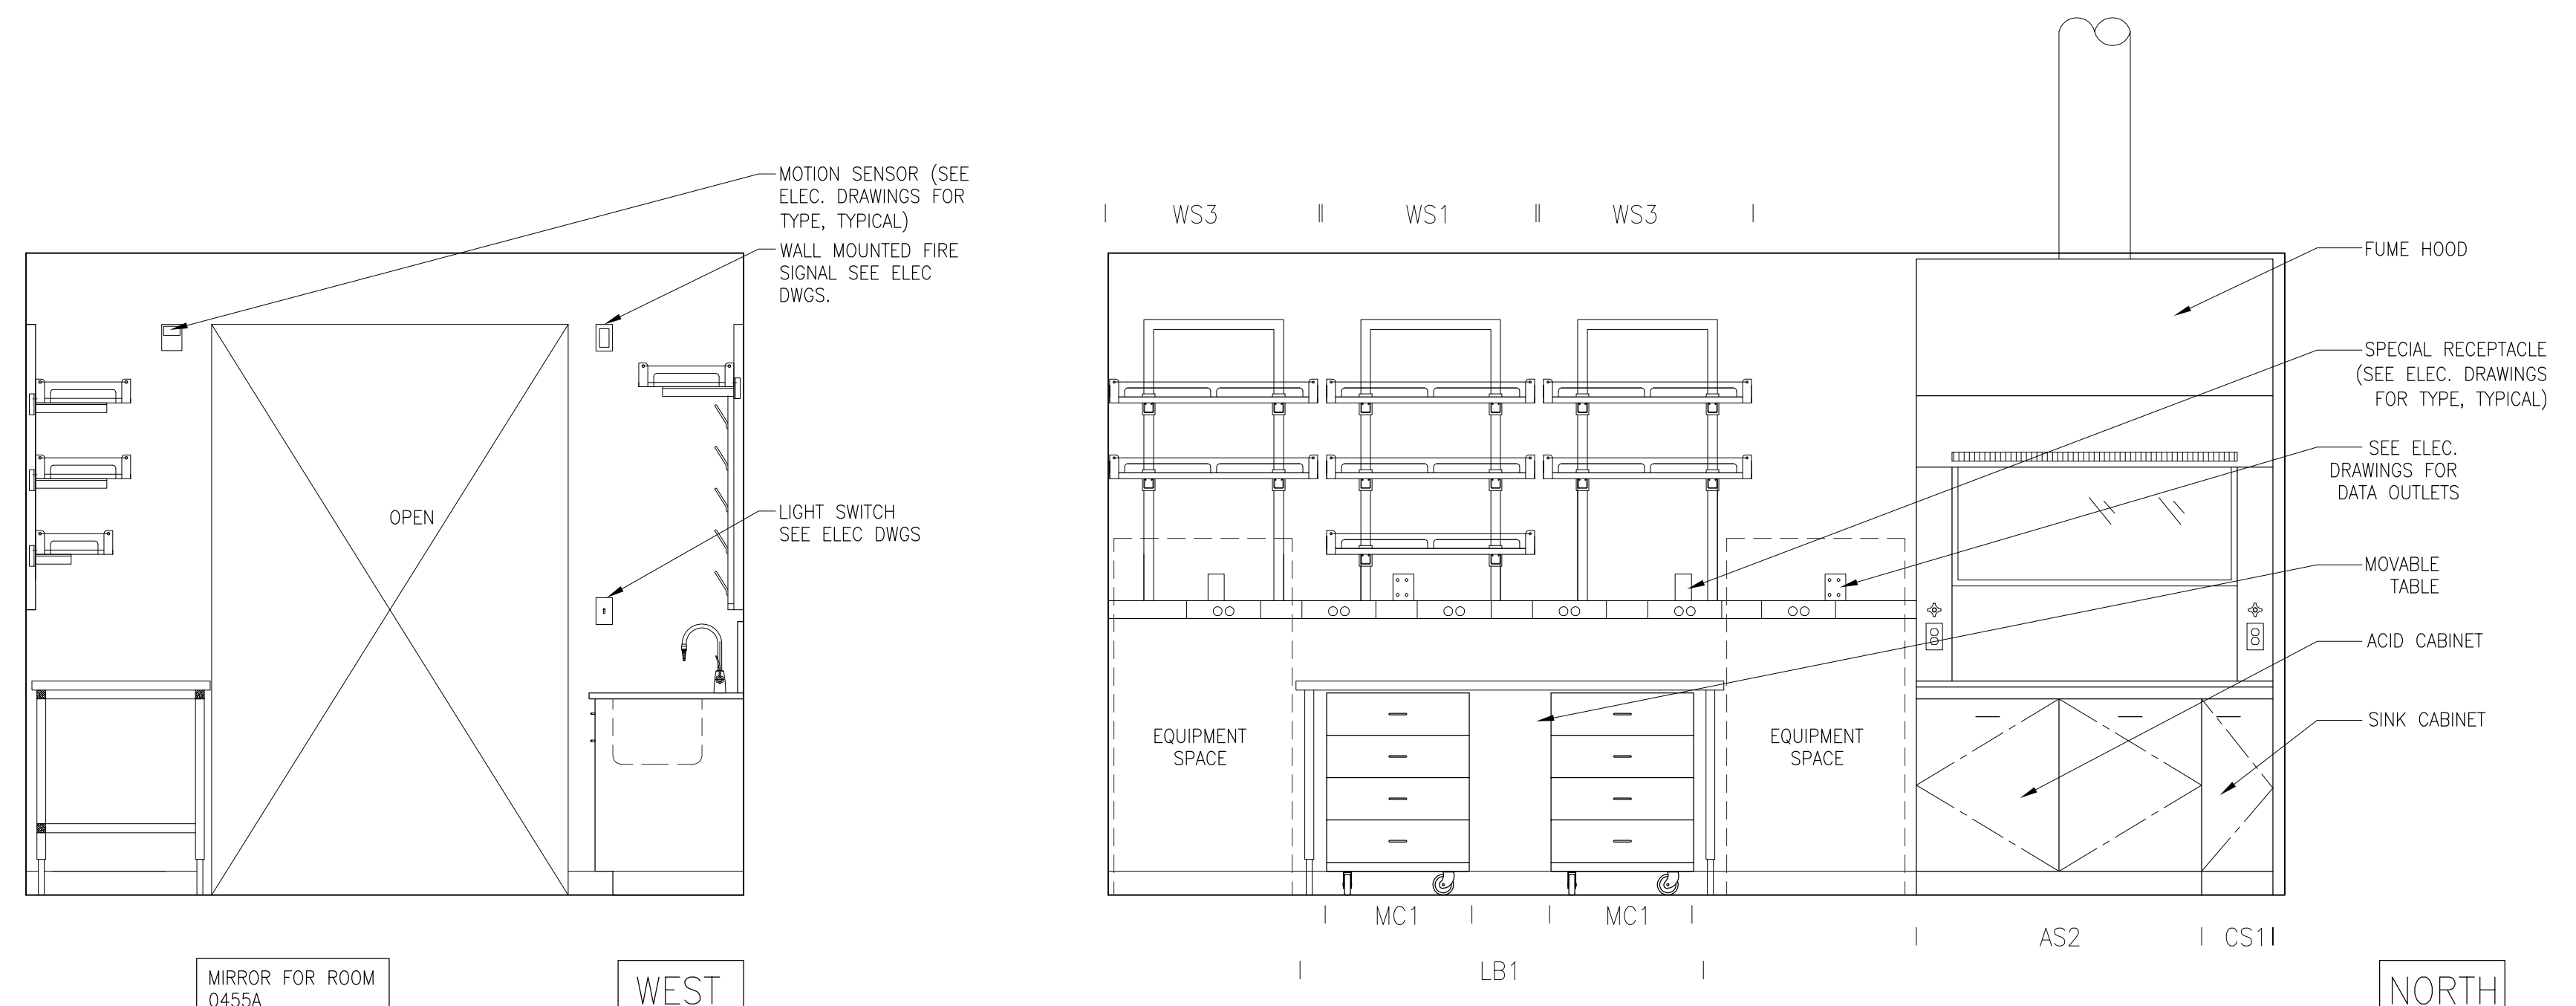 MOTION SENSOR (SEE
ELEC. DRAWINGS FOR
TYPE, TYPICAL)
WALL MOUNTED FIRE
SIGNAL SEE ELEC
DWGS.
OPEN
LIGHT SWITCH
SEE ELEC DWGS
MIRROR FOR ROOM
0455A
WEST
WS3
WS1
WS3
FUME HOOD
SPECIAL RECEPTACLE
(SEE ELEC. DRAWINGS
FOR TYPE, TYPICAL)
SEE ELEC.
DRAWINGS FOR
DATA OUTLETS
MOVABLE
TABLE
ACID CABINET
SINK CABINET
EQUIPMENT
SPACE
EQUIPMENT
SPACE
MC1
MC1
AS2
CS1
LB1
NORTH